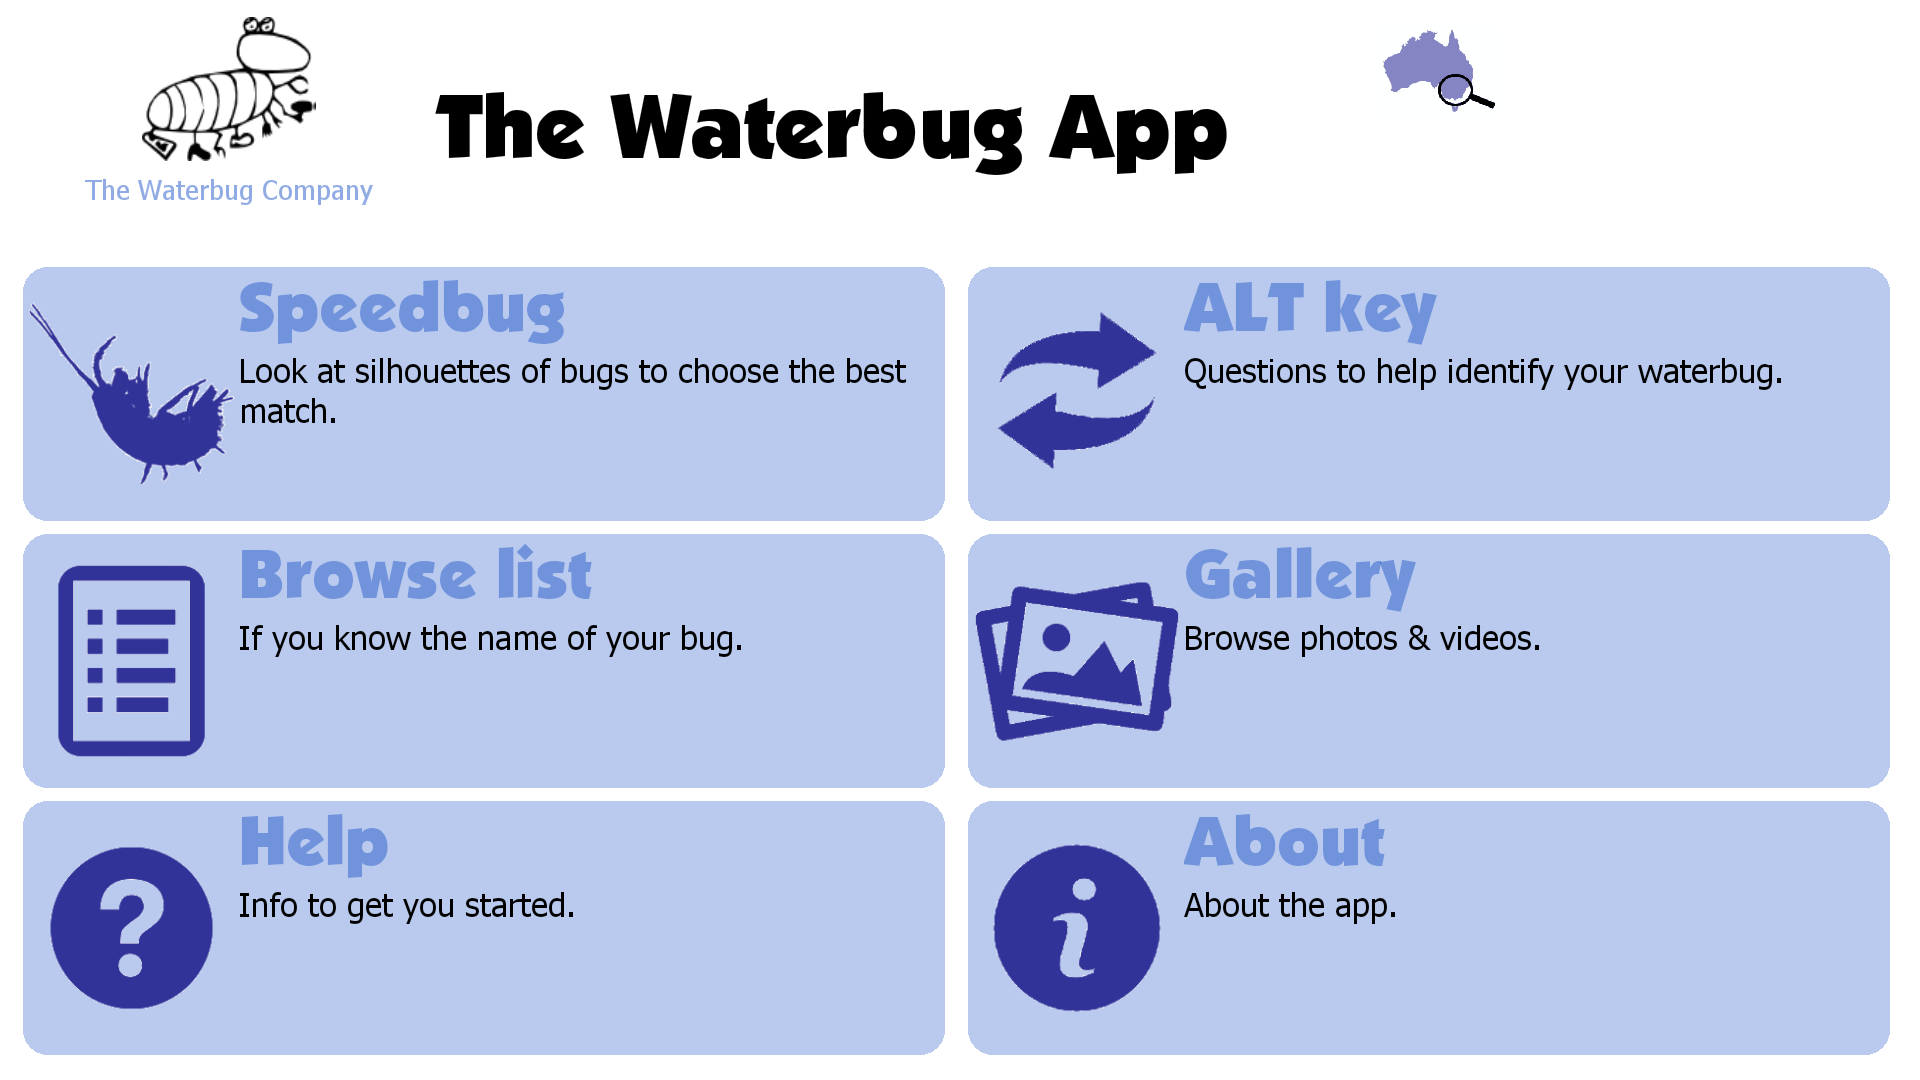 The Waterbug App
The Waterbug Company
Speedbug
Look at silhouettes of bugs to choose the best
match.
ALT key
Questions to help identify your waterbug.
Browse list
If you know the name of your bug.
Gallery
Browse photos & videos.
Help
Info to get you started.
About
About the app.